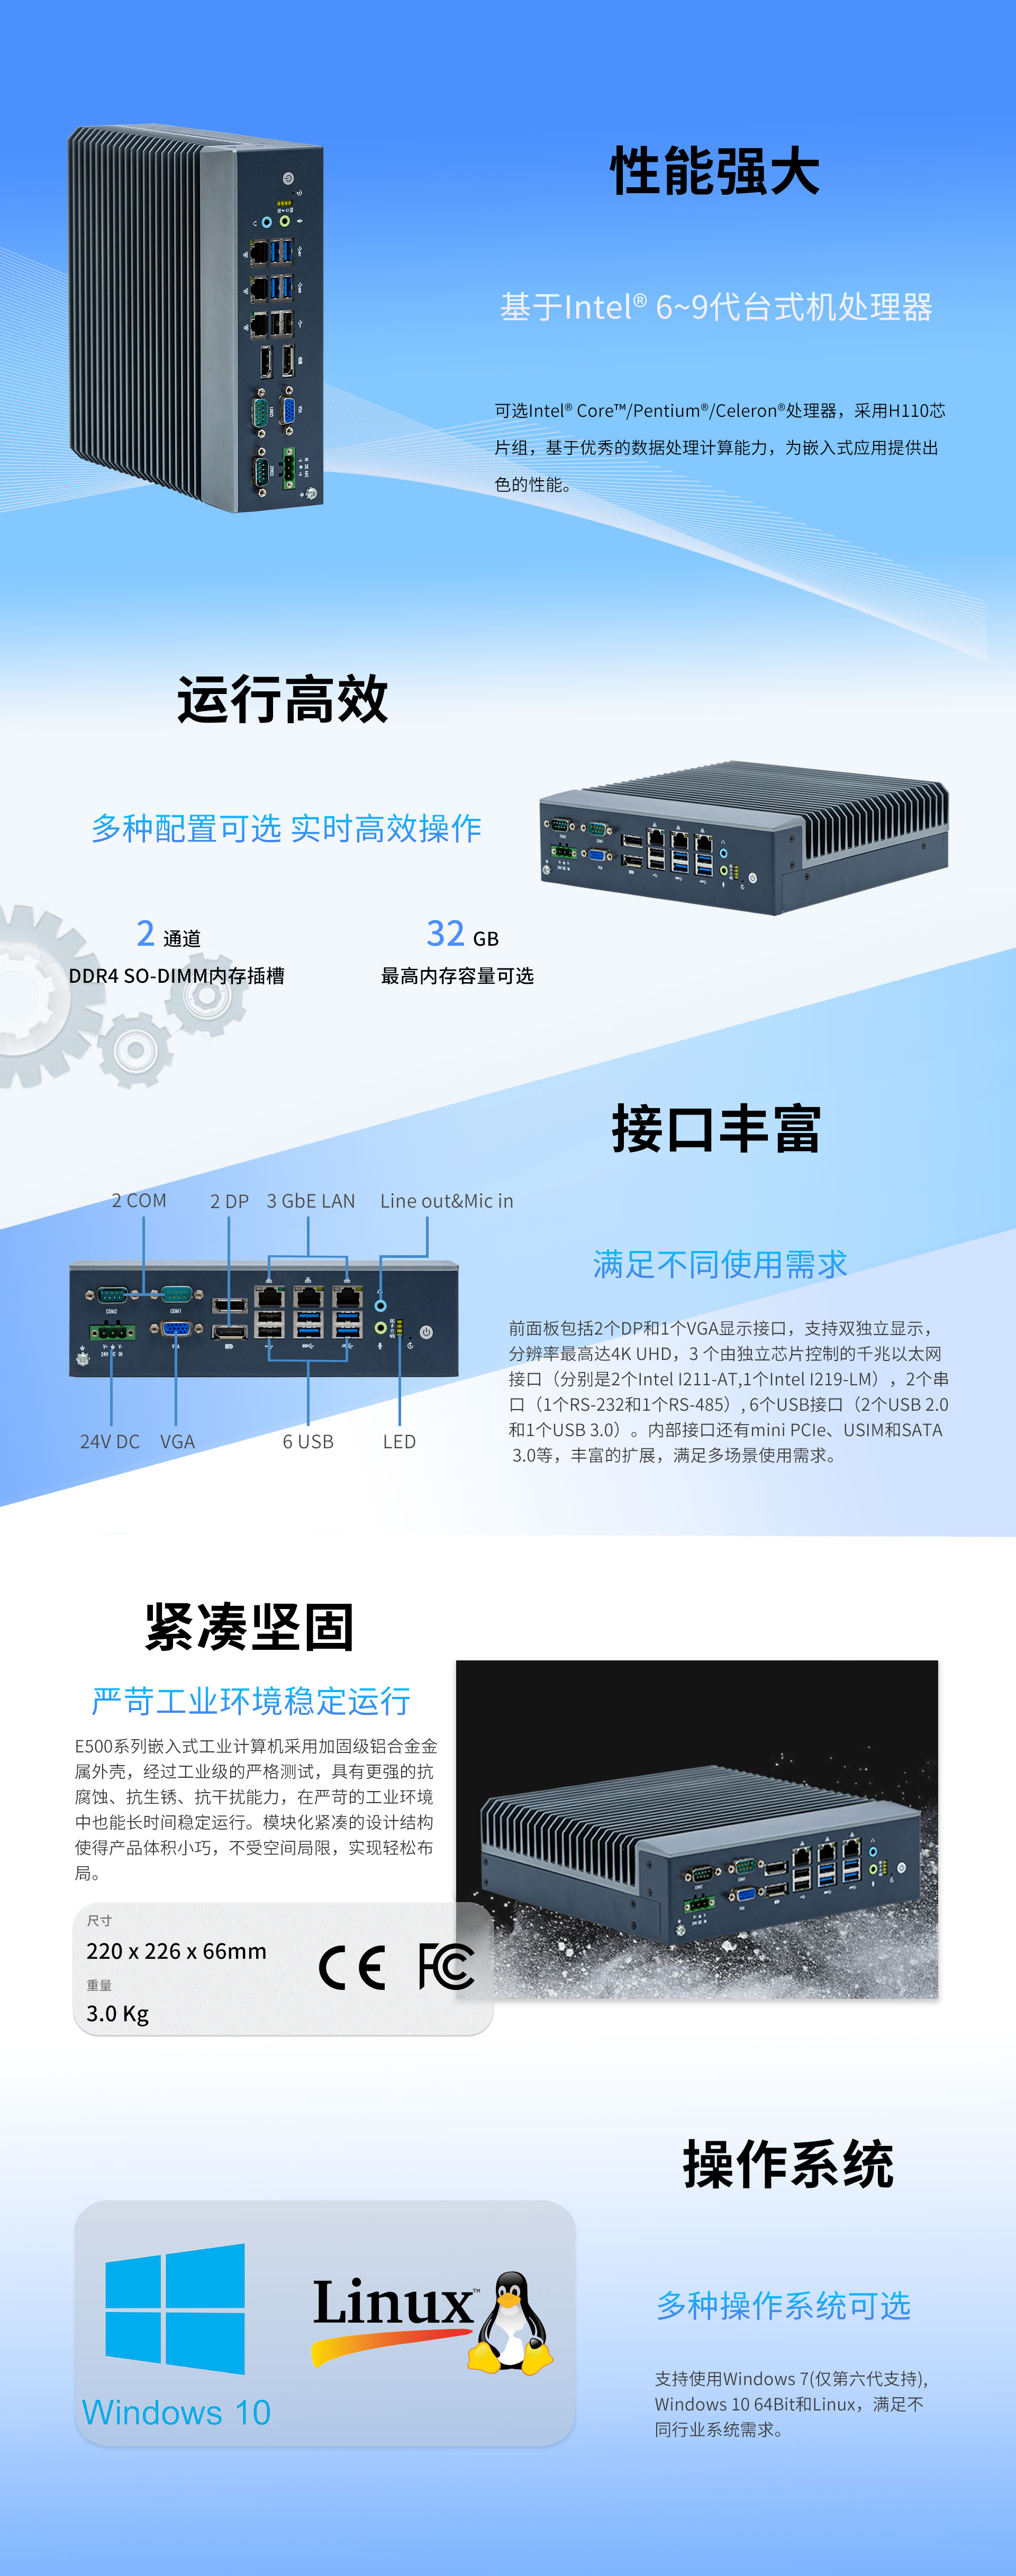 性能强大
基于Intel® 6~9代台式机处理器
可选Intel® Core™/Pentium®/Celeron®处理器，采用H110芯
片组，基于优秀的数据处理计算能力，为嵌入式应用提供出
色的性能。
运行高效
多种配置可选 实时高效操作
2 通道
DDR4 SO-DIMM内存插槽
32 GB
最高内存容量可选
接口丰富
2 COM
2 DP
3 GbE LAN
Line out&Mic in
COM2
COM1
24V DC
VGA
6 USB
LED
满足不同使用需求
前面板包括2个DP和1个VGA显示接口，支持双独立显示，
分辨率最高达4K UHD，3 个由独立芯片控制的千兆以太网
接口（分别是2个Intel I211-AT,1个Intel I219-LM），2个串
口（1个RS-232和1个RS-485）, 6个USB接口（2个USB 2.0
和1个USB 3.0）。内部接口还有mini PCIe、USIM和SATA
3.0等，丰富的扩展，满足多场景使用需求。
紧凑坚固
严苛工业环境稳定运行
E500系列嵌入式工业计算机采用加固级铝合金金
属外壳，经过工业级的严格测试，具有更强的抗
腐蚀、抗生锈、抗干扰能力，在严苛的工业环境
中也能长时间稳定运行。模块化紧凑的设计结构
使得产品体积小巧，不受空间局限，实现轻松布
局。
尺寸
220 x 226 x 66mm
重量
3.0 Kg
CE FC
操作系统
Windows 10
Linux™
多种操作系统可选
支持使用Windows 7(仅第六代支持),
Windows 10 64Bit和Linux，满足不
同行业系统需求。